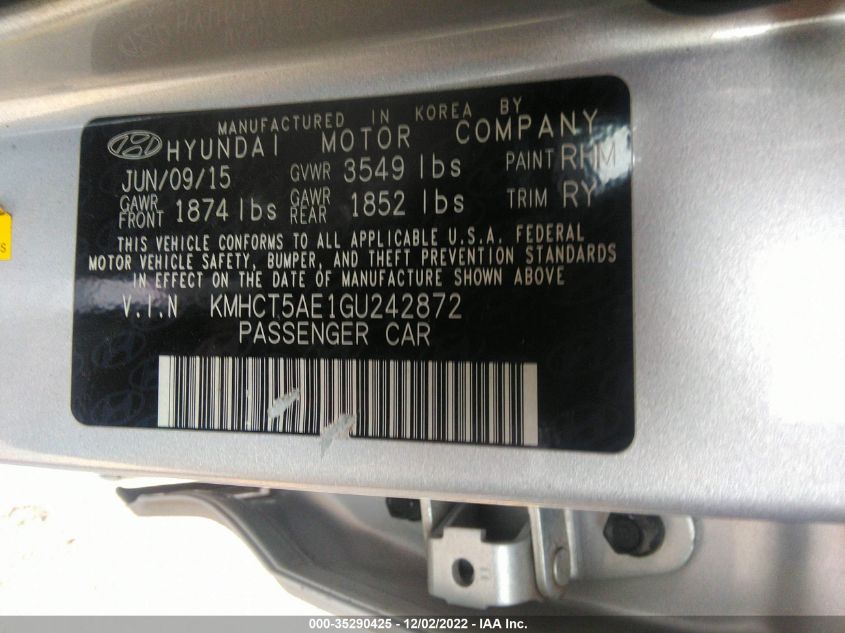 MANUFACTURED IN KOREA BY
HYUNDAI MOTOR COMPANY
JUN/09/15 GVWR 3549 lbs PAINT RHM
GAWR FRONT 1874 lbs GAWR REAR 1852 lbs TRIM RY
THIS VEHICLE CONFORMS TO ALL APPLICABLE U.S.A. FEDERAL
MOTOR VEHICLE SAFETY, BUMPER, AND THEFT PREVENTION STANDARDS
IN EFFECT ON THE DATE OF MANUFACTURE SHOWN ABOVE
V.I.N KMHCT5AE1GU242872
PASSENGER CAR
000-35290425 - 12/02/2022 - IAA Inc.